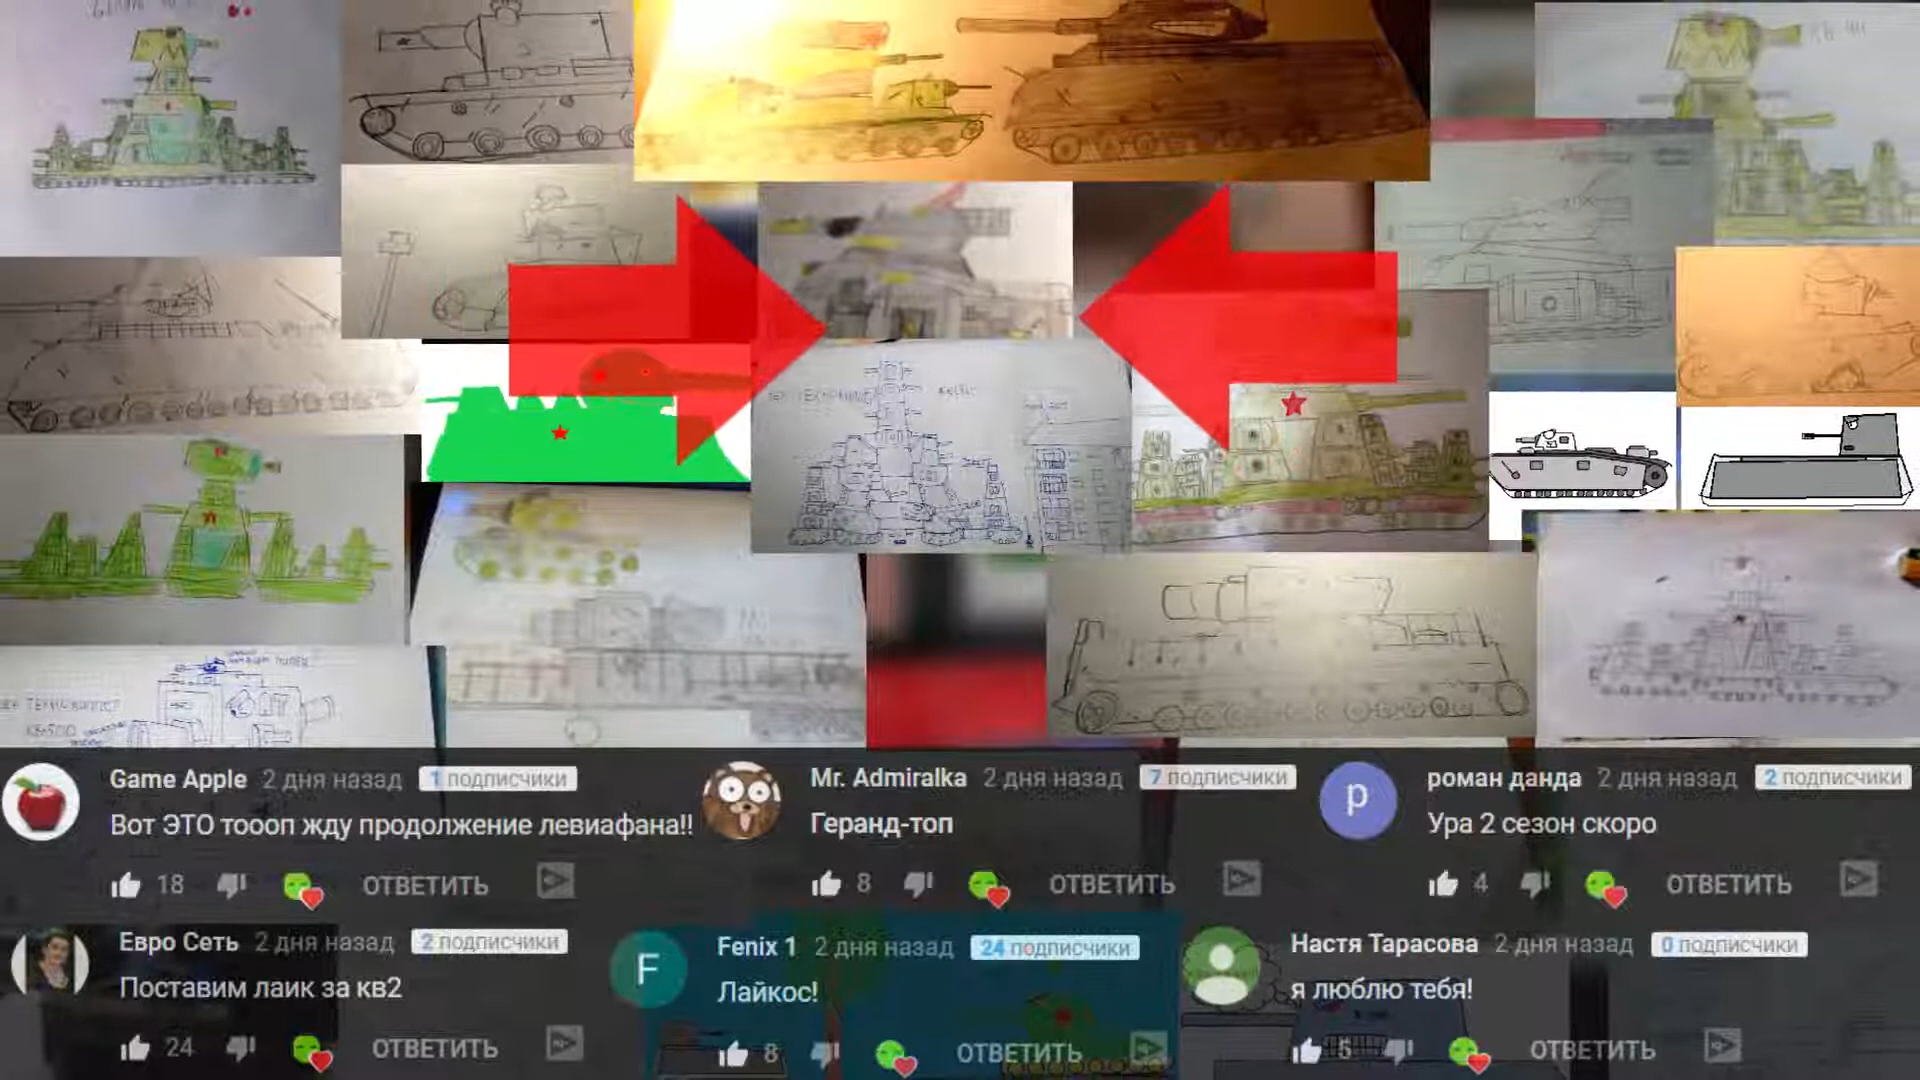 Game Apple 2 дня назад 1 подписчики
Вот ЭТО тоооп жду продолжение левиафана!!
18 ОТВЕТИТЬ
Mr. Admiralka 2 дня назад 7 подписчики
Геранд-топ
8 ОТВЕТИТЬ
роман данда 2 дня назад 2 подписчики
Ура 2 сезон скоро
4 ОТВЕТИТЬ
Евро Сеть 2 дня назад 2 подписчики
Поставим лаик за кв2
24 ОТВЕТИТЬ
F
Fenix 1 2 дня назад 24 подписчики
Лайкос!
8 ОТВЕТИТЬ
Настя Тарасова 2 дня назад 0 подписчики
я люблю тебя!
5 ОТВЕТИТЬ
р